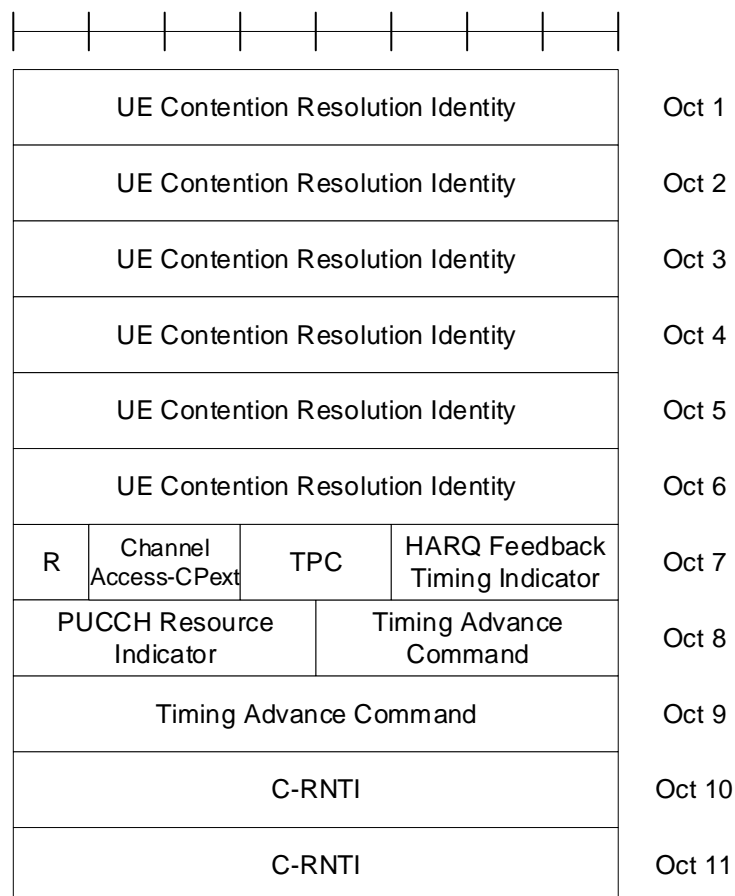 UE Contention Resolution Identity Oct 1
UE Contention Resolution Identity Oct 2
UE Contention Resolution Identity Oct 3
UE Contention Resolution Identity Oct 4
UE Contention Resolution Identity Oct 5
UE Contention Resolution Identity Oct 6
R
Channel
Access-CPext
TPC
HARQ Feedback
Timing Indicator
Oct 7
PUCCH Resource
Indicator
Timing Advance
Command
Oct 8
Timing Advance Command Oct 9
C-RNTI Oct 10
C-RNTI Oct 11